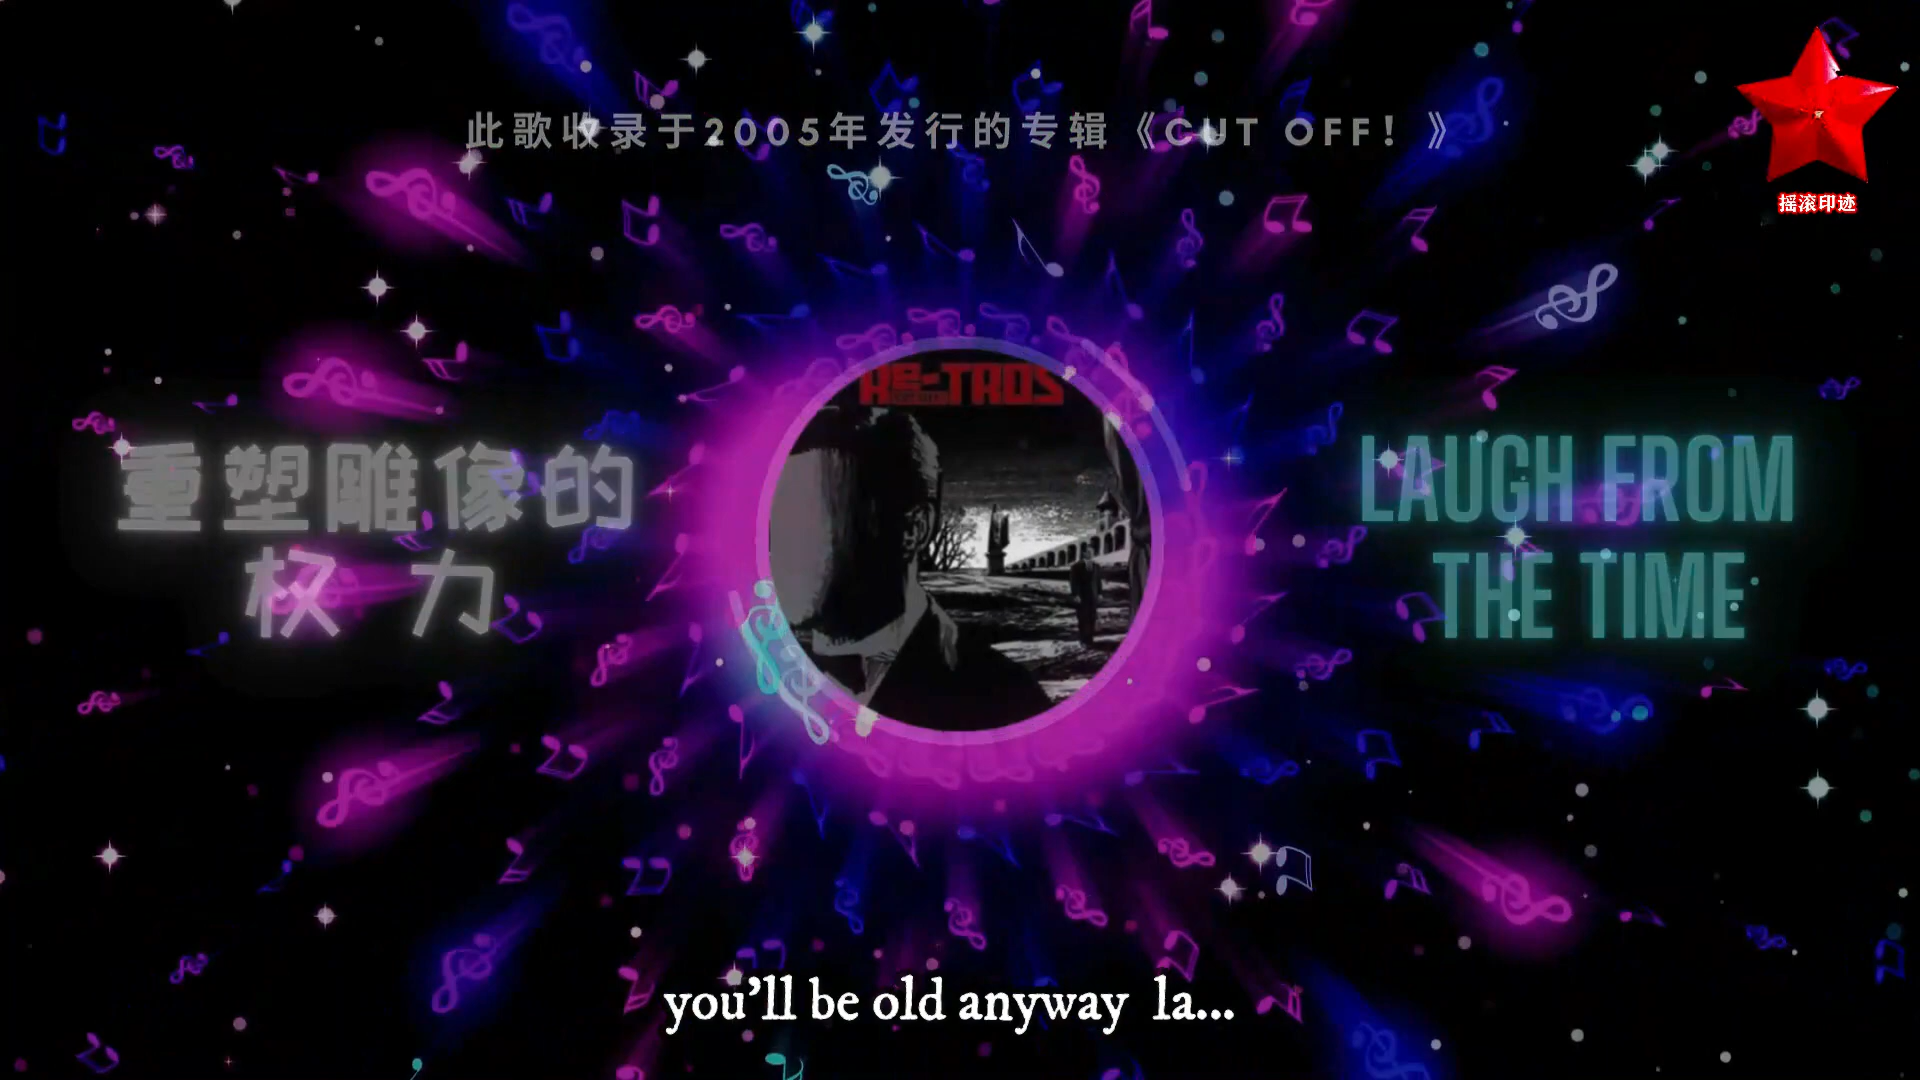 此歌收录于2005年发行的专辑《CUT OFF！》
摇滚印迹
RE-TROS
重塑雕像的
权力
LAUGH FROM
THE TIME
you'll be old anyway la...